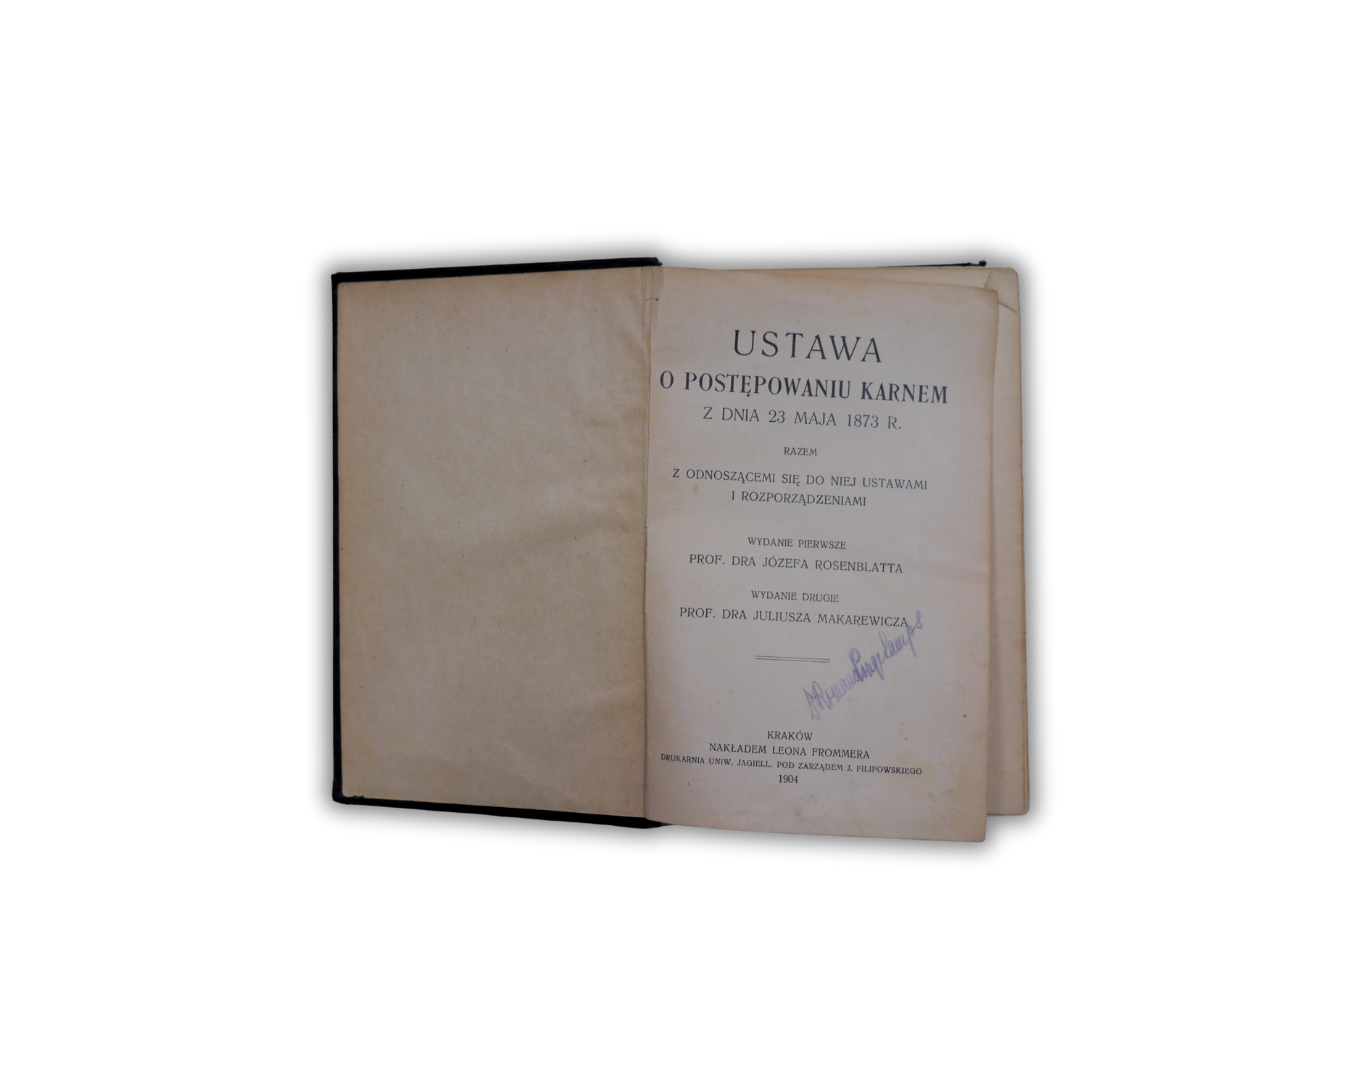 USTAWA
O POSTĘPOWANIU KARNEM
Z DNIA 23 MAJA 1873 R.
RAZEM
Z ODNOSZĄCEMI SIĘ DO NIEJ USTAWAMI
I ROZPORZĄDZENIAMI
WYDANIE PIERWSZE
PROF. DRA JÓZEFA ROSENBLATTA
WYDANIE DRUGIE
PROF. DRA JULIUSZA MAKAREWICZA
KRAKÓW
NAKŁADEM LEONA FROMMERA
DRUKARNIA UNIW. JAGIELL. POD ZARZĄDEM J. FILIPOWSKIEGO
1904